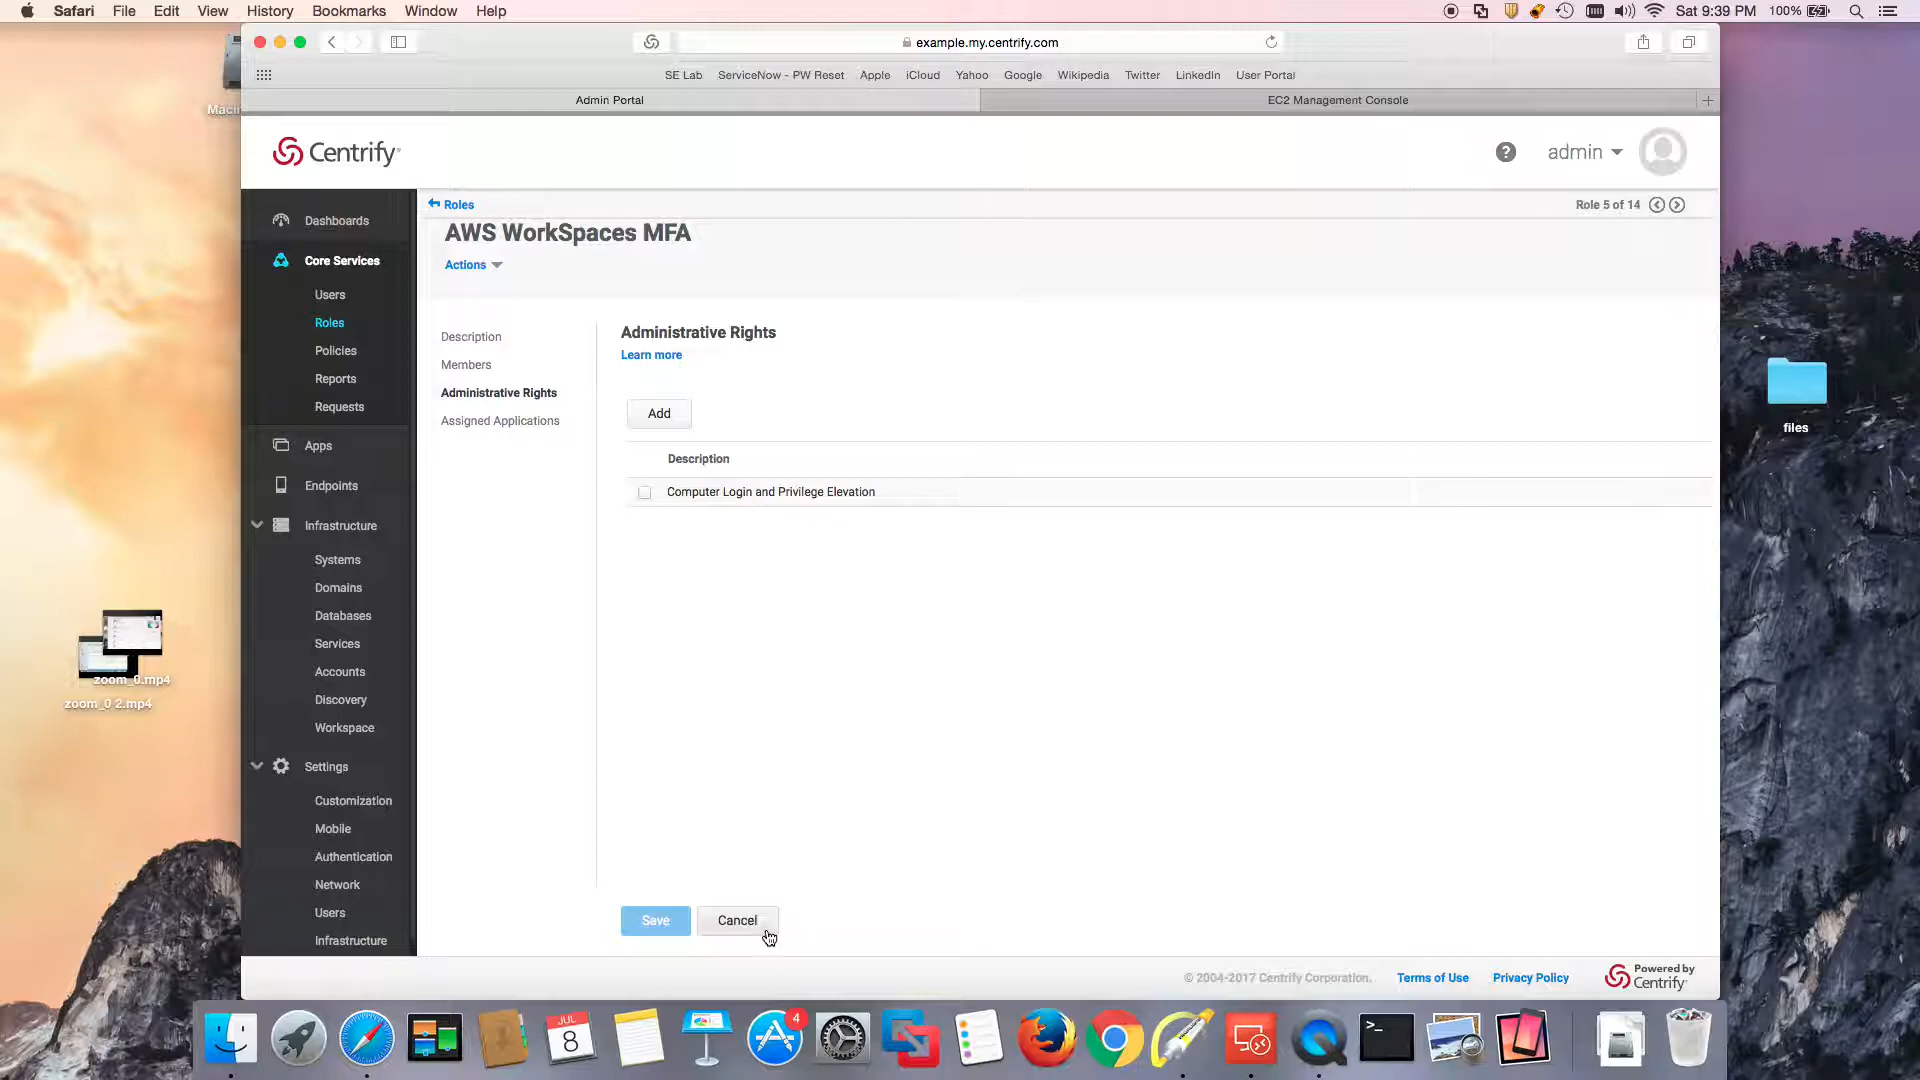 Safari File Edit View History Bookmarks Window Help
Sat 9:39 PM 100%
example.my.centrify.com
SE Lab ServiceNow - PW Reset Apple iCloud Yahoo Google Wikipedia Twitter LinkedIn User Portal
Admin Portal EC2 Management Console
Centrify
? admin
Dashboards
Core Services
Users
Roles
Policies
Reports
Requests
Apps
Endpoints
Infrastructure
Systems
Domains
Databases
Services
Accounts
Discovery
Workspace
Settings
Customization
Mobile
Authentication
Network
Users
Infrastructure
Roles
Role 5 of 14
AWS WorkSpaces MFA
Actions
Description
Members
Administrative Rights
Assigned Applications
Administrative Rights
Learn more
Add
Description
Computer Login and Privilege Elevation
Save Cancel
© 2004-2017 Centrify Corporation. Terms of Use Privacy Policy
Powered by
Centrify
files
zoom_0.mp4
zoom_0 2.mp4
JUL
8
4
>_